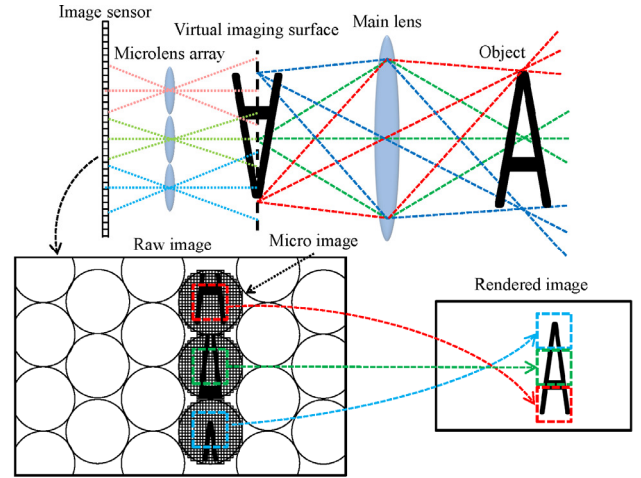 Image sensor
Virtual imaging surface
Main lens
Microlens array
Object
A
A
Raw image
Micro image
Rendered image
A